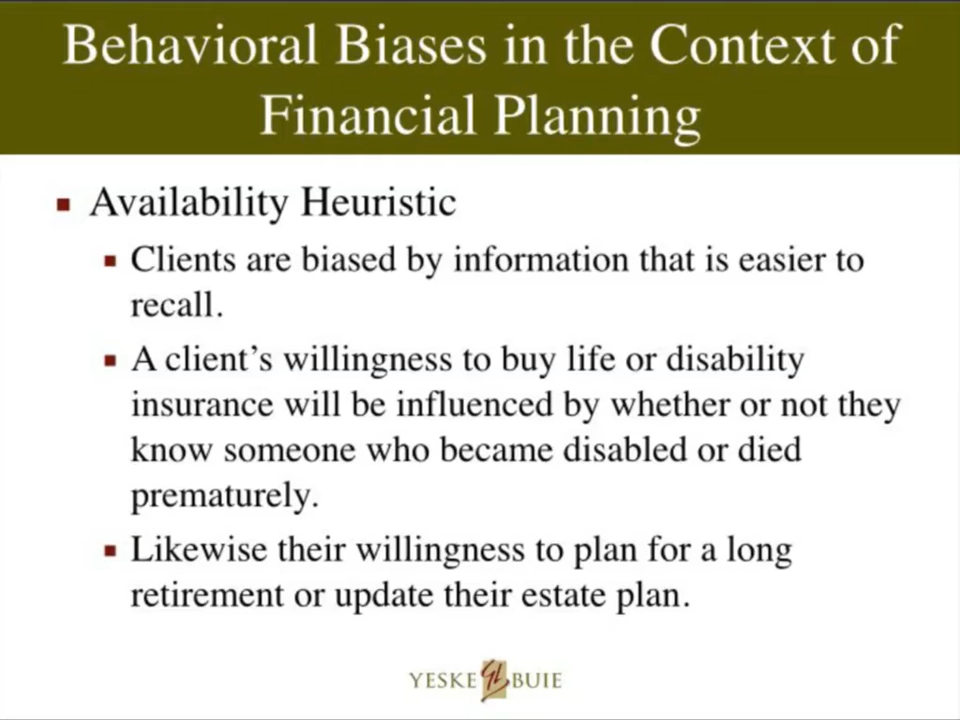 Behavioral Biases in the Context of
Financial Planning
Availability Heuristic
Clients are biased by information that is easier to
recall.
A client’s willingness to buy life or disability
insurance will be influenced by whether or not they
know someone who became disabled or died
prematurely.
Likewise their willingness to plan for a long
retirement or update their estate plan.
YESKE BUIE